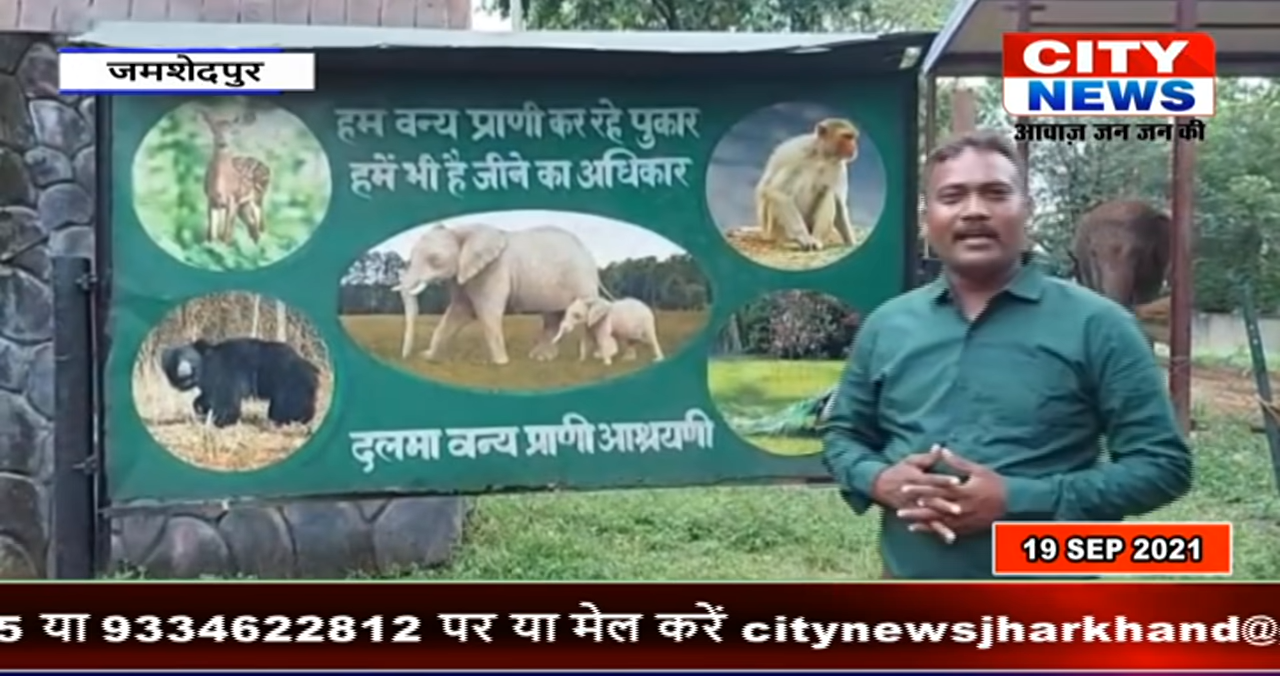 जमशेदपुर
CITY
NEWS
आवाज़ जन जन की
हम वन्य प्राणी कर रहे पुकार
हमें भी है जीने का अधिकार
दलमा वन्य प्राणी आश्रयणी
19 SEP 2021
5 या 9334622812 पर या मेल करें citynewsjharkhand@